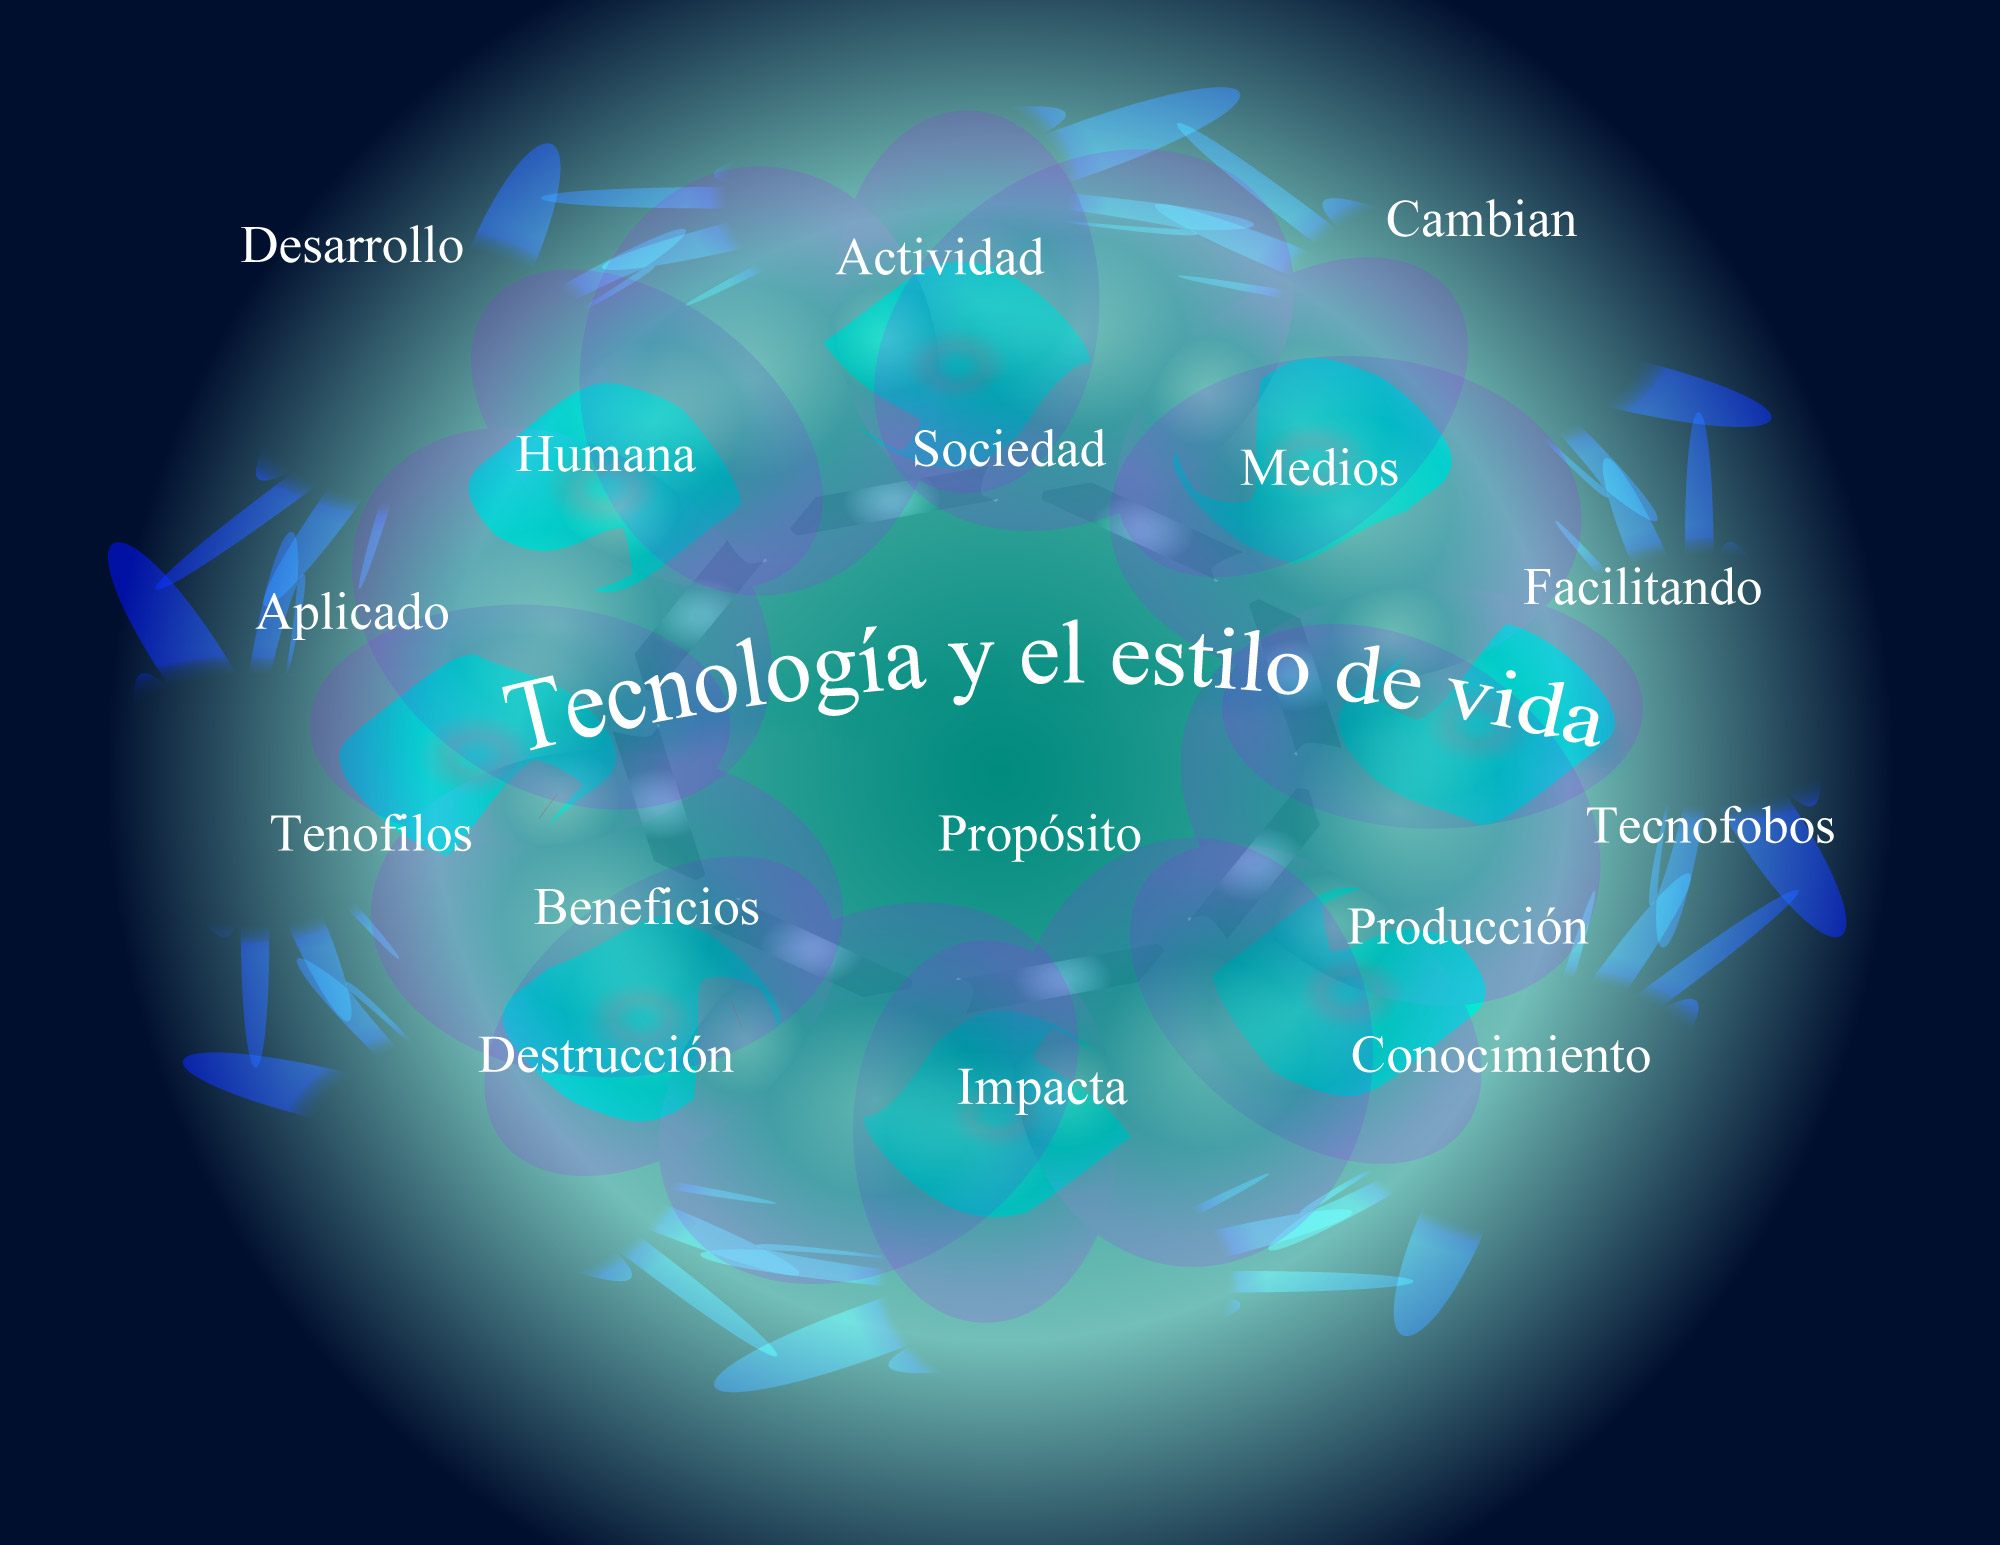 Desarrollo
Cambian
Actividad
Humana
Sociedad
Medios
Aplicado
Facilitando
Tecnología y el estilo de vida
Tenofilos
Propósito
Tecnofobos
Beneficios
Producción
Destrucción
Impacta
Conocimiento